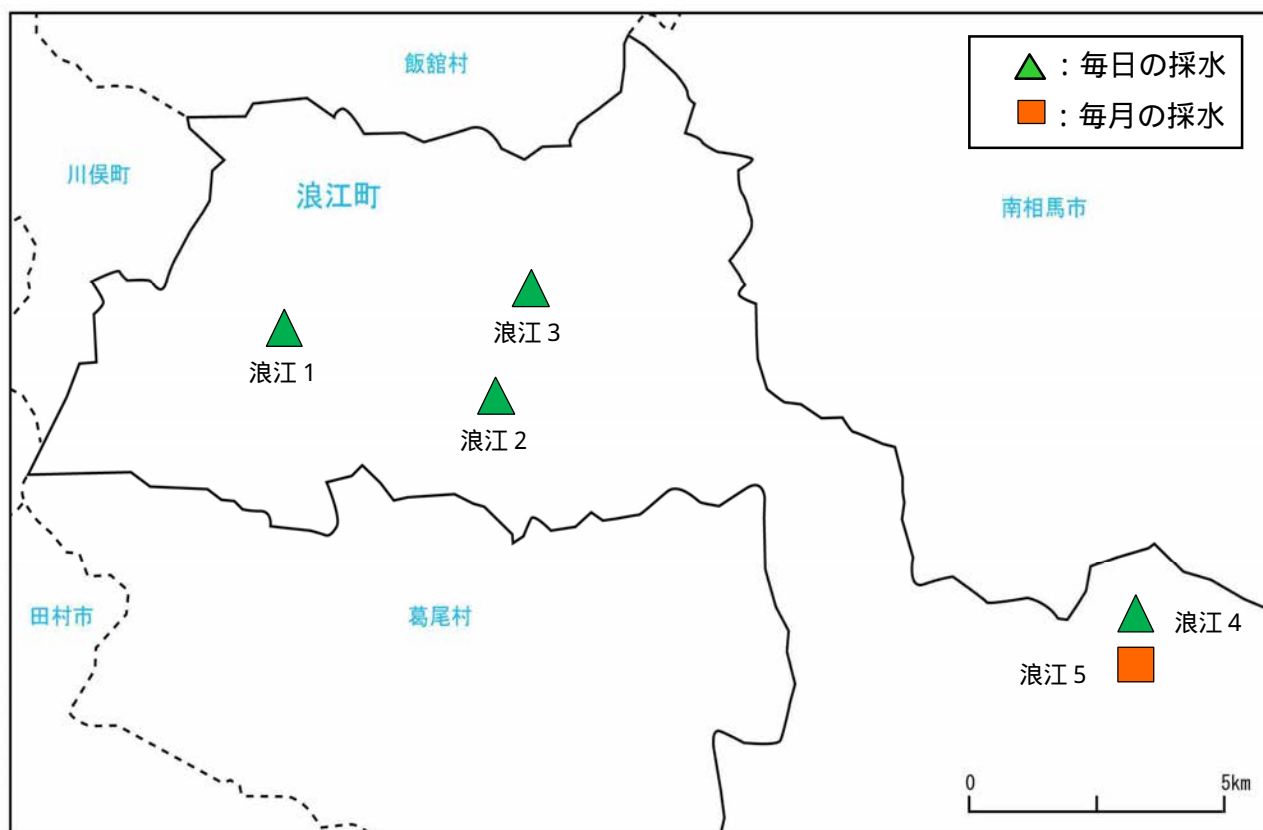 飯舘村
：毎日の採水
：毎月の採水
川俣町
浪江町
南相馬市
浪江 3
浪江 1
浪江 2
田村市
葛尾村
浪江 4
浪江 5
0
5km